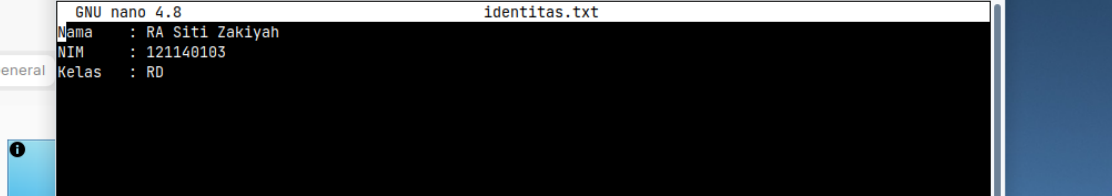 GNU nano 4.8 identitas.txt
Nama : RA Siti Zakiyah
NIM : 121140103
eneral
Kelas : RD